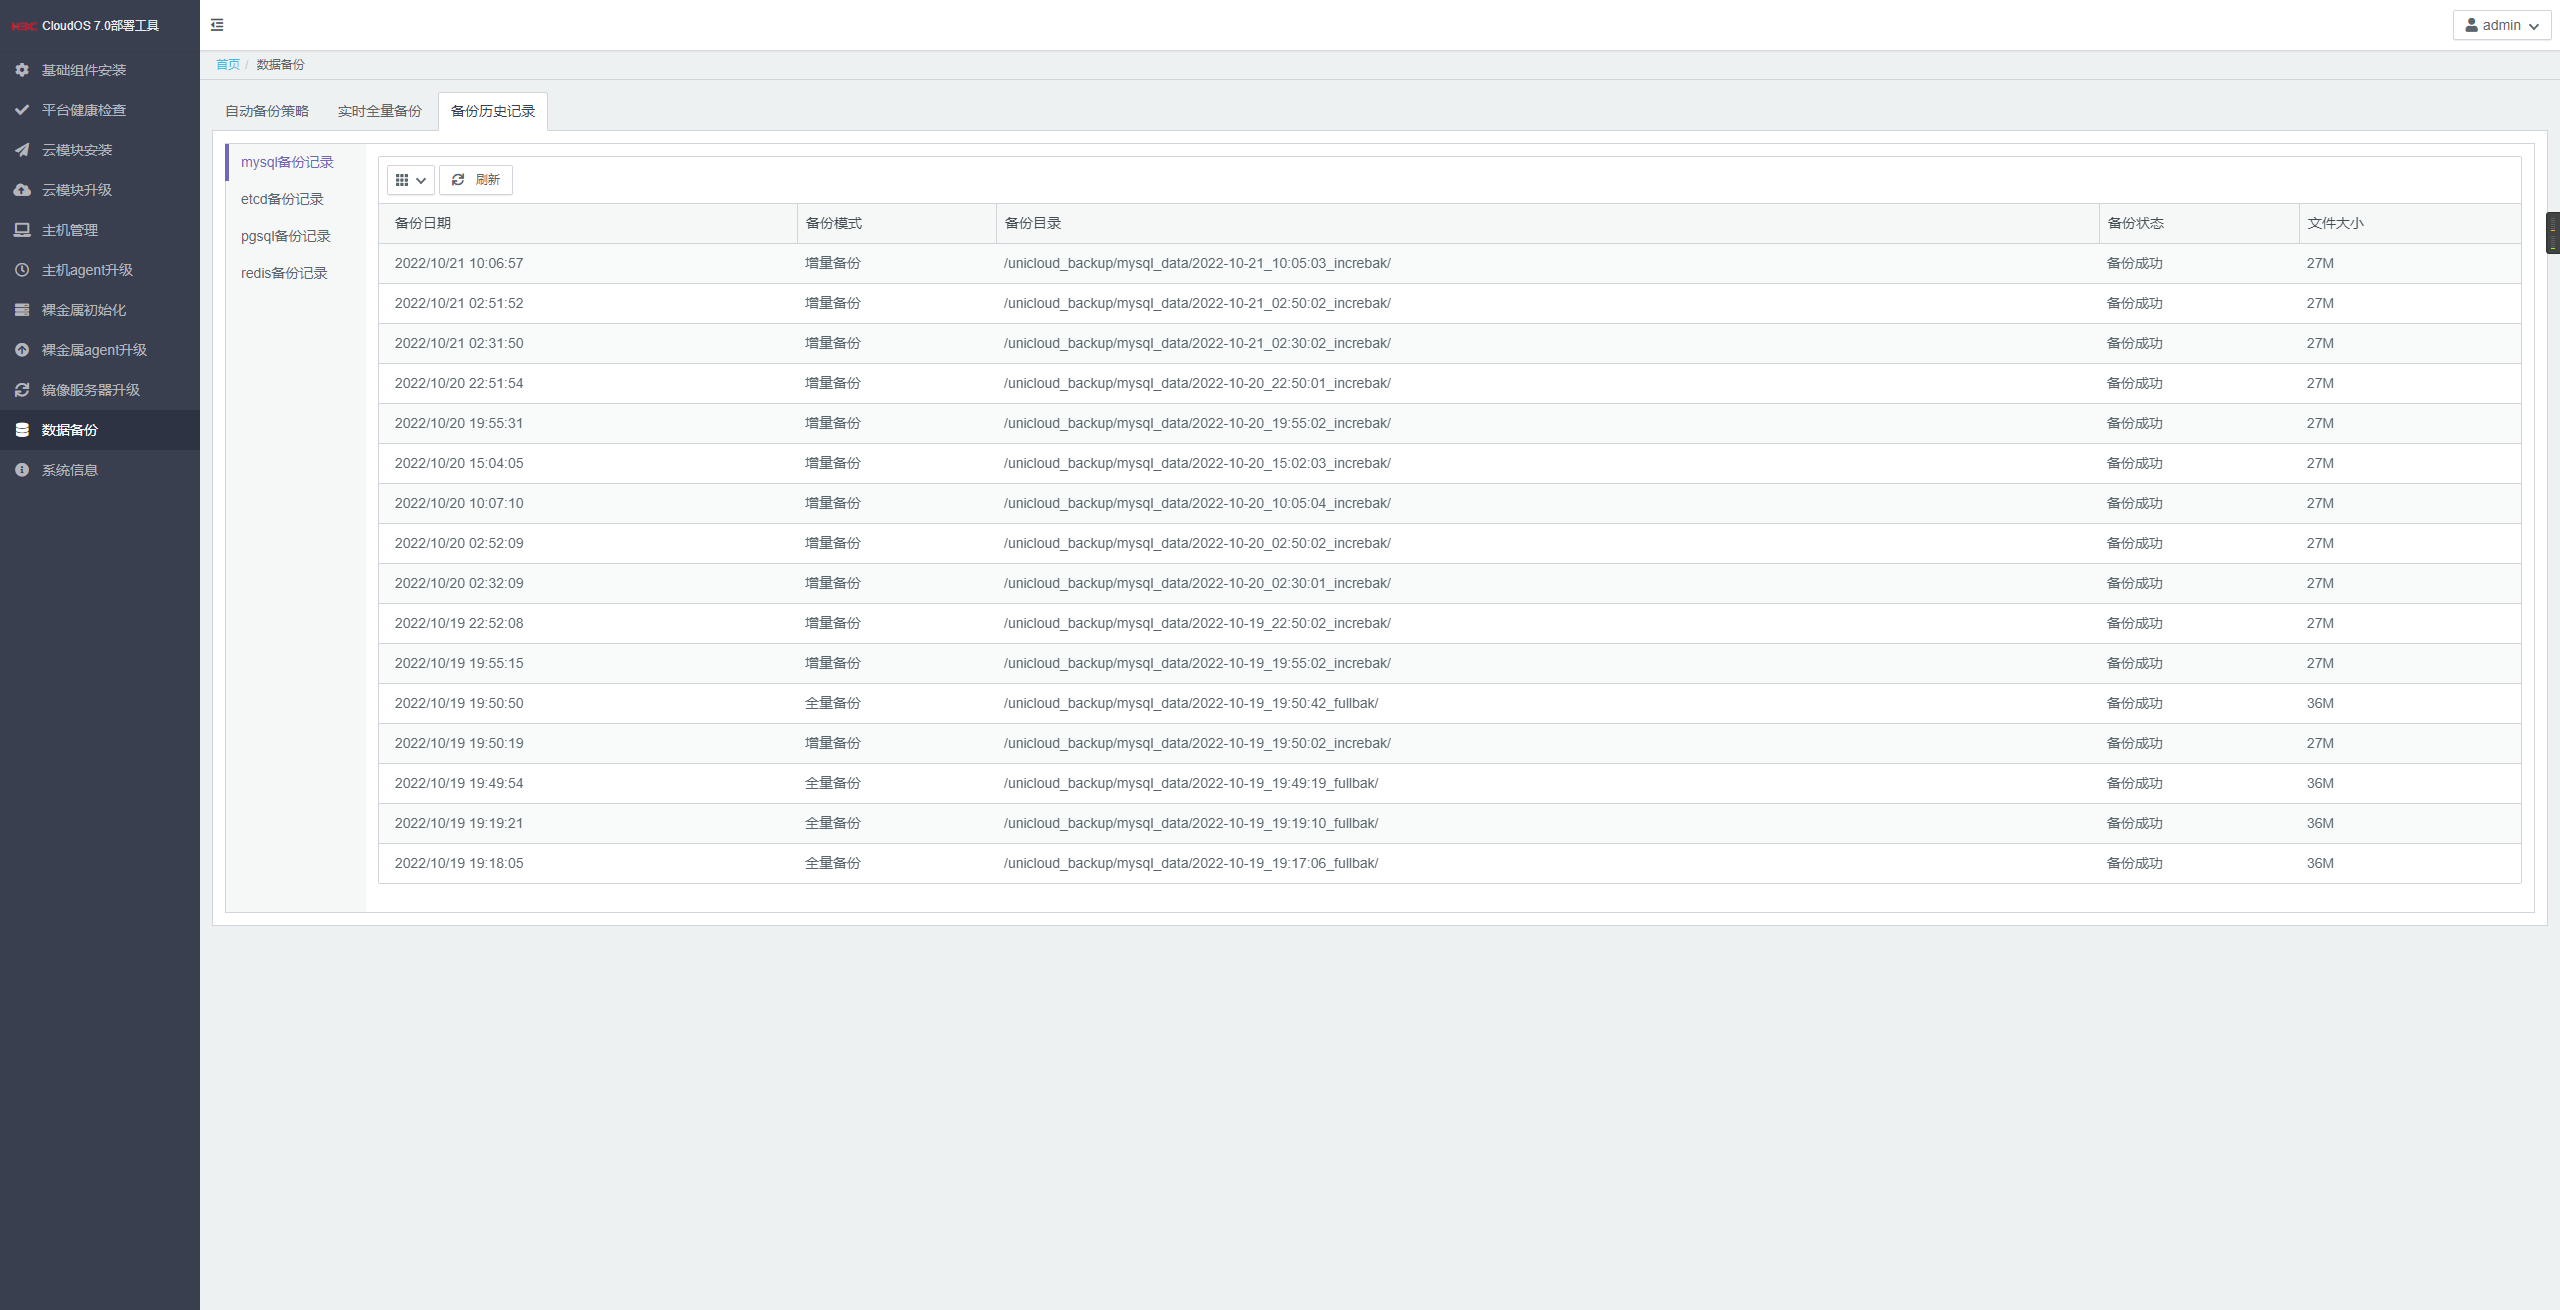 H3C CloudOS 7.0部署工具
admin
基础组件安装
平台健康检查
云模块安装
云模块升级
主机管理
主机agent升级
裸金属初始化
裸金属agent升级
镜像服务器升级
数据备份
系统信息
首页 / 数据备份
自动备份策略 实时全量备份 备份历史记录
mysql备份记录
etcd备份记录
pgsql备份记录
redis备份记录
刷新
备份日期 备份模式 备份目录 备份状态 文件大小
2022/10/21 10:06:57 增量备份 /unicloud_backup/mysql_data/2022-10-21_10:05:03_increbak/ 备份成功 27M
2022/10/21 02:51:52 增量备份 /unicloud_backup/mysql_data/2022-10-21_02:50:02_increbak/ 备份成功 27M
2022/10/21 02:31:50 增量备份 /unicloud_backup/mysql_data/2022-10-21_02:30:02_increbak/ 备份成功 27M
2022/10/20 22:51:54 增量备份 /unicloud_backup/mysql_data/2022-10-20_22:50:01_increbak/ 备份成功 27M
2022/10/20 19:55:31 增量备份 /unicloud_backup/mysql_data/2022-10-20_19:55:02_increbak/ 备份成功 27M
2022/10/20 15:04:05 增量备份 /unicloud_backup/mysql_data/2022-10-20_15:02:03_increbak/ 备份成功 27M
2022/10/20 10:07:10 增量备份 /unicloud_backup/mysql_data/2022-10-20_10:05:04_increbak/ 备份成功 27M
2022/10/20 02:52:09 增量备份 /unicloud_backup/mysql_data/2022-10-20_02:50:02_increbak/ 备份成功 27M
2022/10/20 02:32:09 增量备份 /unicloud_backup/mysql_data/2022-10-20_02:30:01_increbak/ 备份成功 27M
2022/10/19 22:52:08 增量备份 /unicloud_backup/mysql_data/2022-10-19_22:50:02_increbak/ 备份成功 27M
2022/10/19 19:55:15 增量备份 /unicloud_backup/mysql_data/2022-10-19_19:55:02_increbak/ 备份成功 27M
2022/10/19 19:50:50 全量备份 /unicloud_backup/mysql_data/2022-10-19_19:50:42_fullbak/ 备份成功 36M
2022/10/19 19:50:19 增量备份 /unicloud_backup/mysql_data/2022-10-19_19:50:02_increbak/ 备份成功 27M
2022/10/19 19:49:54 全量备份 /unicloud_backup/mysql_data/2022-10-19_19:49:19_fullbak/ 备份成功 36M
2022/10/19 19:19:21 全量备份 /unicloud_backup/mysql_data/2022-10-19_19:19:10_fullbak/ 备份成功 36M
2022/10/19 19:18:05 全量备份 /unicloud_backup/mysql_data/2022-10-19_19:17:06_fullbak/ 备份成功 36M